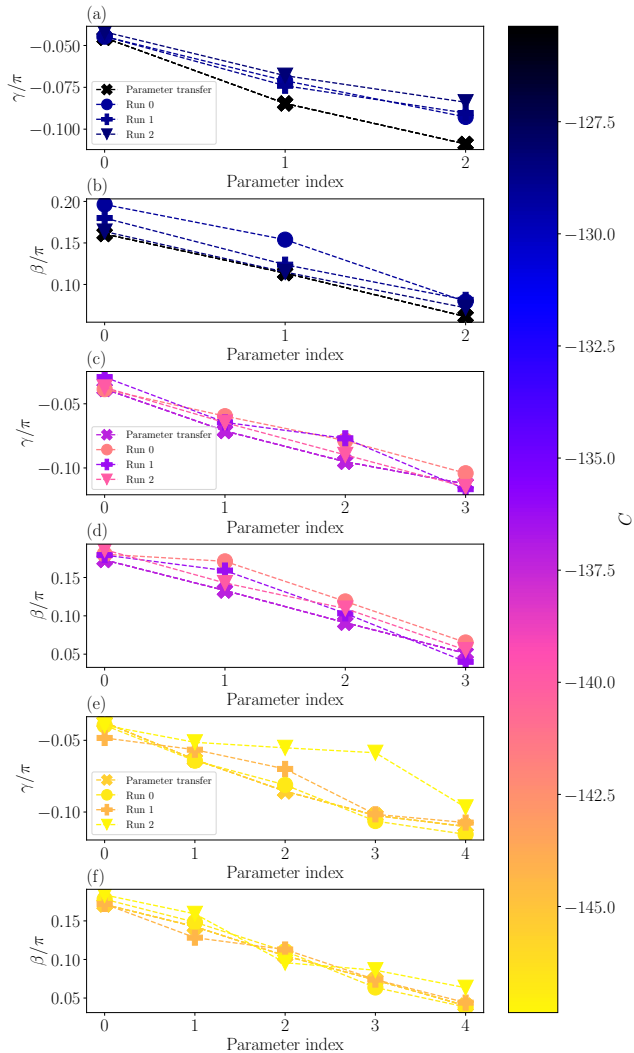 (a)
γ/π
−0.050
−0.075
−0.100
Parameter transfer
Run 0
Run 1
Run 2
0 1 2
Parameter index
(b)
β/π
0.20
0.15
0.10
0 1 2
Parameter index
(c)
γ/π
−0.05
−0.10
Parameter transfer
Run 0
Run 1
Run 2
0 1 2 3
Parameter index
(d)
β/π
0.15
0.10
0.05
0 1 2 3
Parameter index
(e)
γ/π
−0.05
−0.10
Parameter transfer
Run 0
Run 1
Run 2
0 1 2 3 4
Parameter index
(f)
β/π
0.15
0.10
0.05
0 1 2 3 4
Parameter index
−127.5
−130.0
−132.5
−135.0
−137.5
−140.0
−142.5
−145.0
C